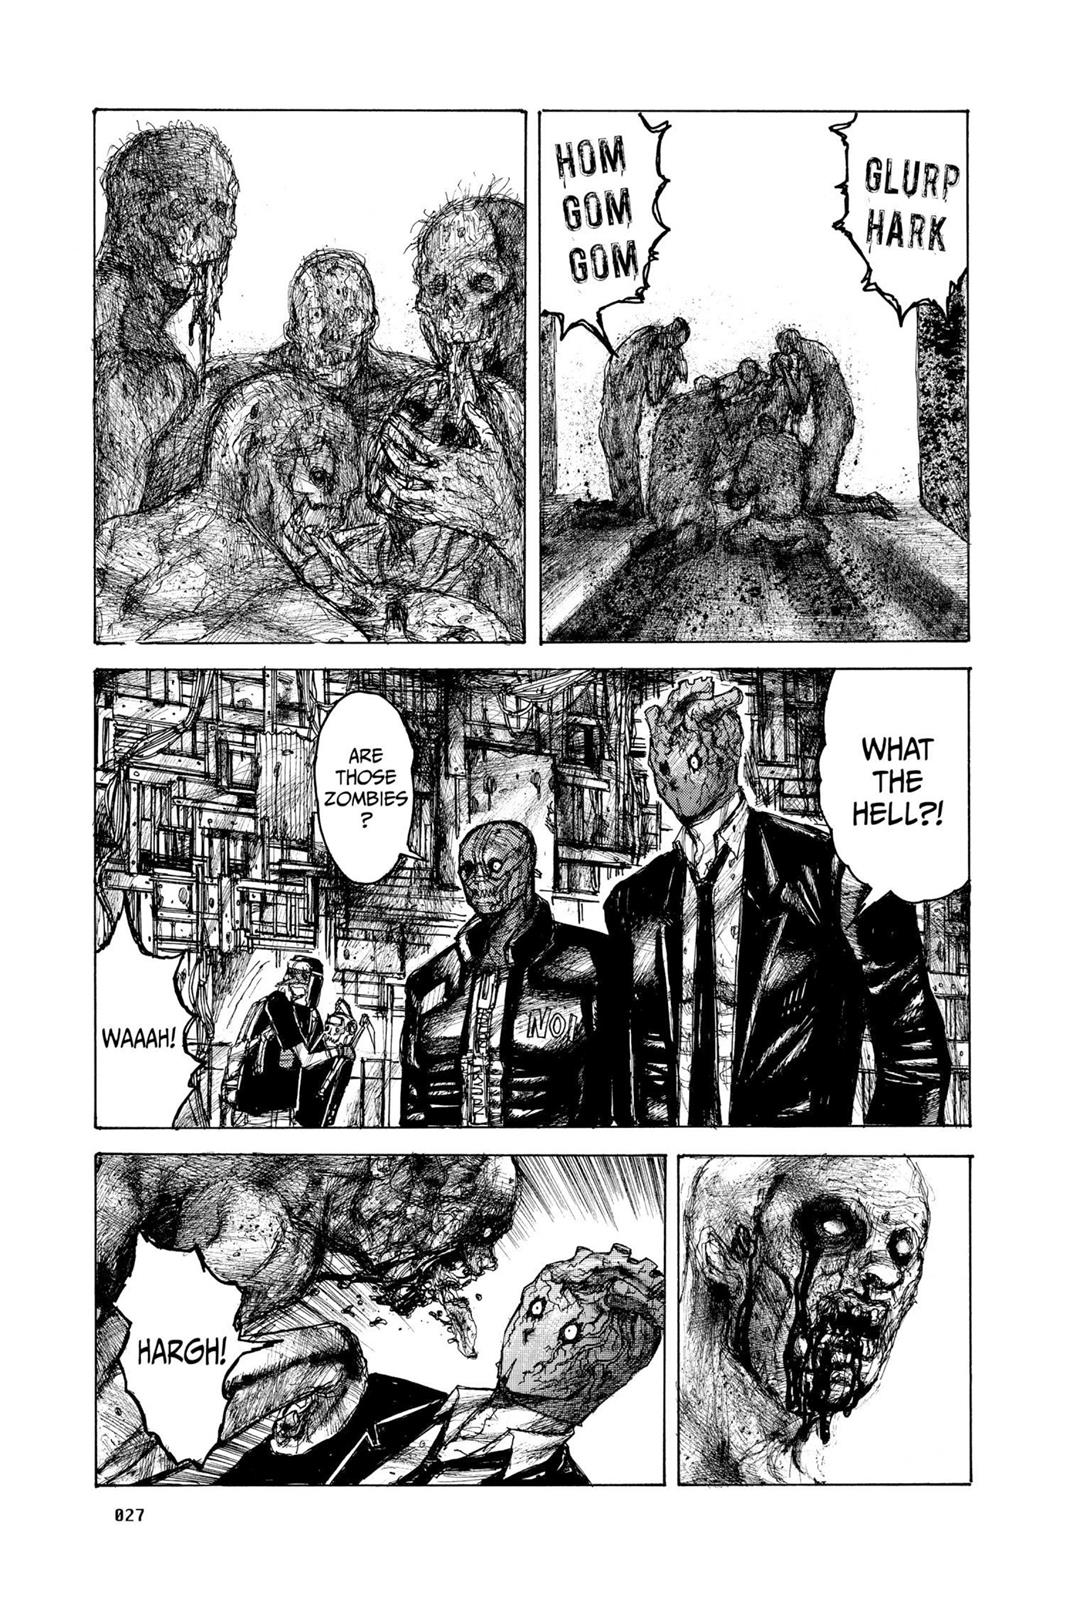 HOM
GOM
GOM
GLURP
HARK
WHAT
THE
HELL?!
ARE
THOSE
ZOMBIES
?
NOI
WAAAH!
HARGH!
027